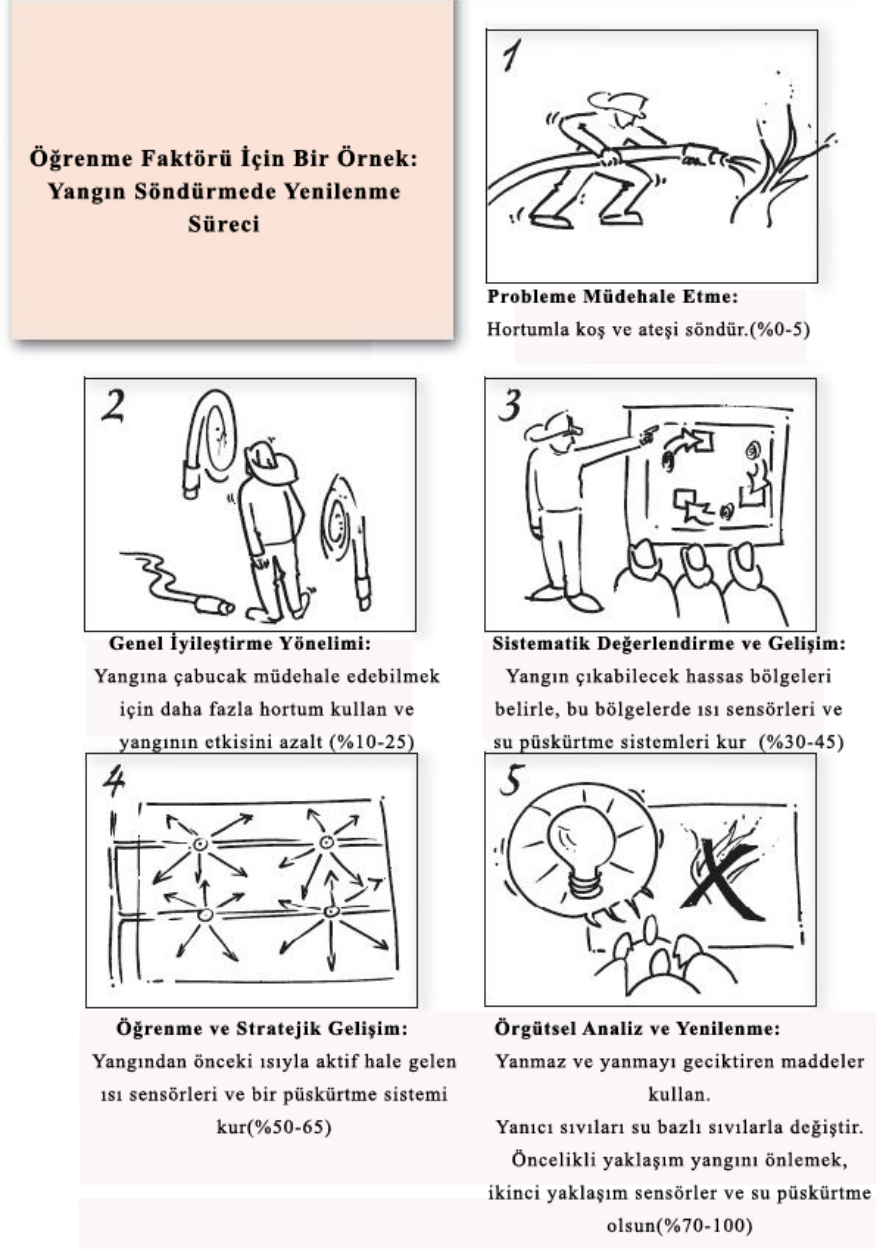 Öğrenme Faktörü İçin Bir Örnek:
Yangın Söndürmede Yenilenme
Süreci
1
Probleme Müdehale Etme:
Hortumla koş ve ateşi söndür.(%0-5)
2
Genel İyileştirme Yönelimi:
Yangına çabucak müdehale edebilmek
için daha fazla hortum kullan ve
yangının etkisini azalt (%10-25)
3
Sistematik Değerlendirme ve Gelişim:
Yangın çıkabilecek hassas bölgeleri
belirle, bu bölgelerde ısı sensörleri ve
su püskürtme sistemleri kur (%30-45)
4
Öğrenme ve Stratejik Gelişim:
Yangından önceki ısıyla aktif hale gelen
ısı sensörleri ve bir püskürtme sistemi
kur(%50-65)
5
Örgütsel Analiz ve Yenilenme:
Yanmaz ve yanmayı geciktiren maddeler
kullan.
Yanıcı sıvıları su bazlı sıvılarla değiştir.
Öncelikli yaklaşım yangını önlemek,
ikinci yaklaşım sensörler ve su püskürtme
olsun(%70-100)